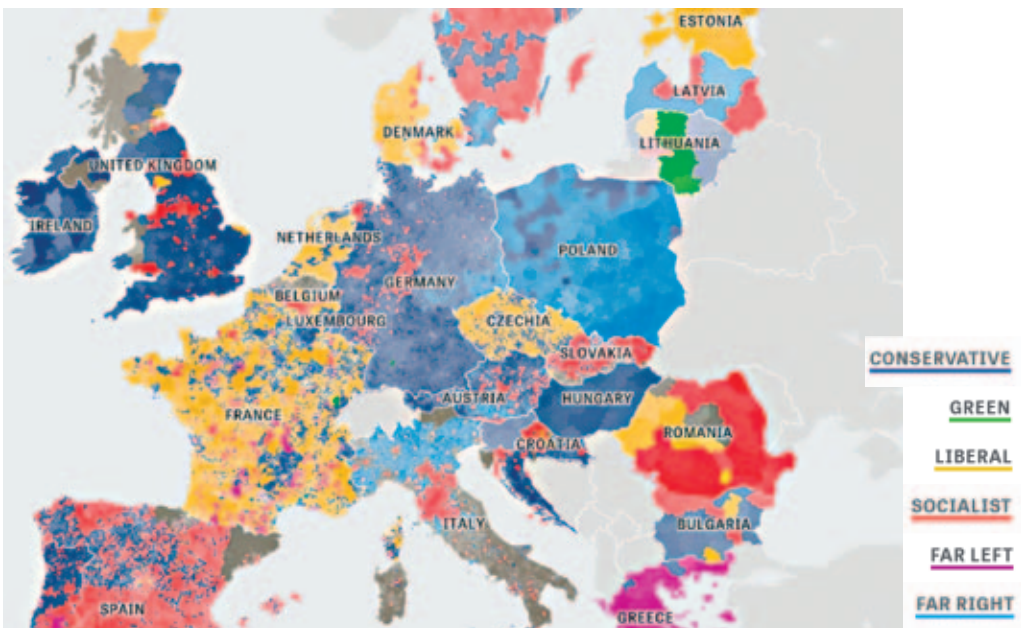 ESTONIA
LATVIA
DENMARK
LITHUANIA
UNITED KINGDOM
IRELAND
NETHERLANDS
POLAND
GERMANY
BELGIUM
LUXEMBOURG
CZECHIA
SLOVAKIA
CONSERVATIVE
AUSTRIA
HUNGARY
GREEN
FRANCE
ROMANIA
CROATIA
LIBERAL
SOCIALIST
ITALY
BULGARIA
FAR LEFT
SPAIN
FAR RIGHT
GREECE